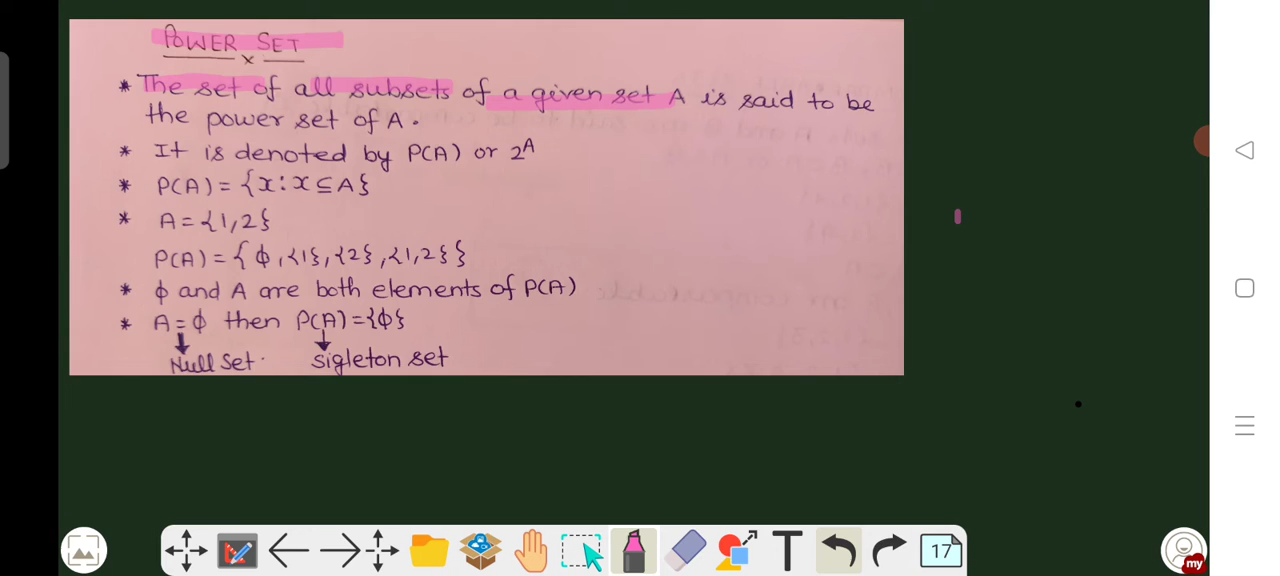 POWER SET
* The set of all subsets of a given set A is said to be
the power set of A.
* It is denoted by P(A) or 2^A
* P(A) = {x : x ⊆ A}
* A = {1, 2}
P(A) = { ϕ, {1}, {2}, {1, 2} }
* ϕ and A are both elements of P(A)
* A = ϕ then P(A) = {ϕ}
Null Set. sigleton set
T 17
my